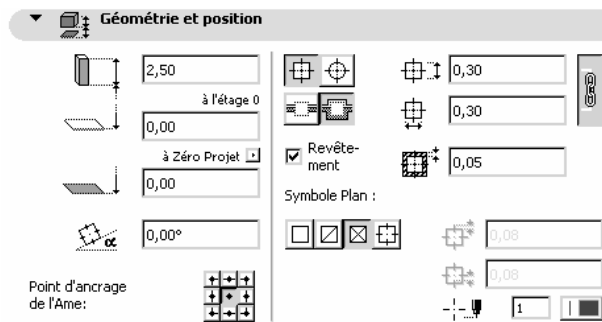 Géométrie et position
2,50
0,30
à l'étage 0
0,00
0,30
à Zéro Projet
Revête-
ment
0,00
0,05
Symbole Plan :
0,00°
0,08
Point d'ancrage
de l'Ame:
0,08
1